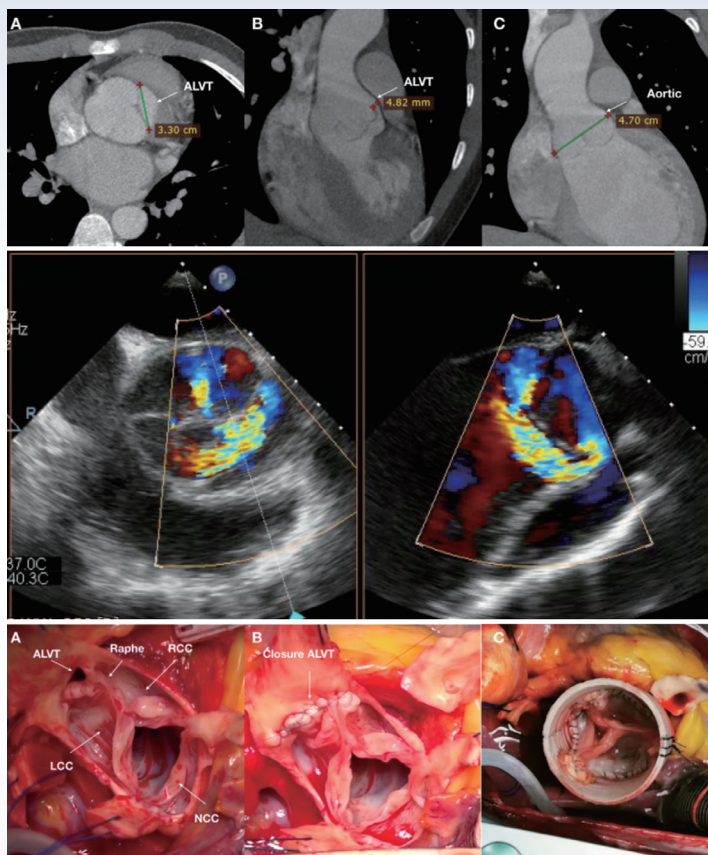 A
ALVT
3.30 cm
B
ALVT
4.82 mm
C
Aortic
4.70 cm
P
Hz
R
-59.
cm/
37.0C
40.3C
A
ALVT
Raphe
RCC
LCC
NCC
B
Closure ALVT
C